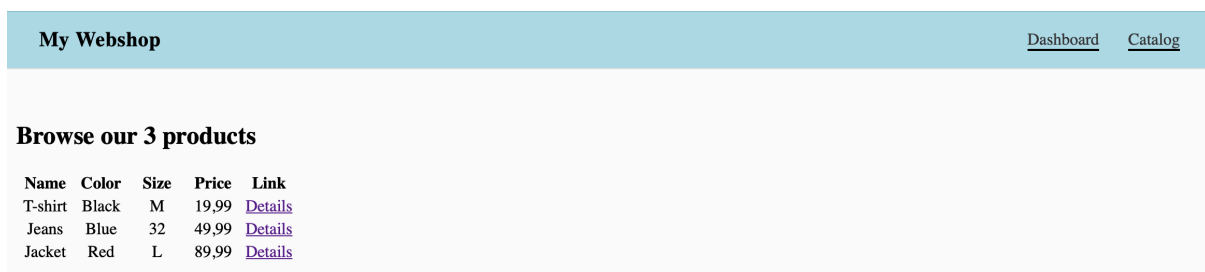 My Webshop Dashboard Catalog
Browse our 3 products
Name Color Size Price Link
T-shirt Black M 19,99 Details
Jeans Blue 32 49,99 Details
Jacket Red L 89,99 Details